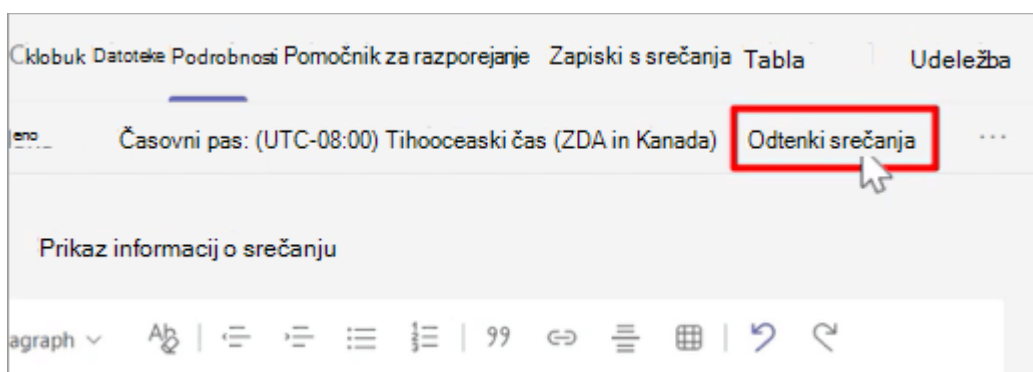 Cklobuk Datoteke Podrobnosti Pomočnik za razporejanje Zapiski s srečanja Tabla Udeležba
Časovni pas: (UTC-08:00) Tihooceaski čas (ZDA in Kanada) Odtenki srečanja ...
Prikaz informacij o srečanju
agraph